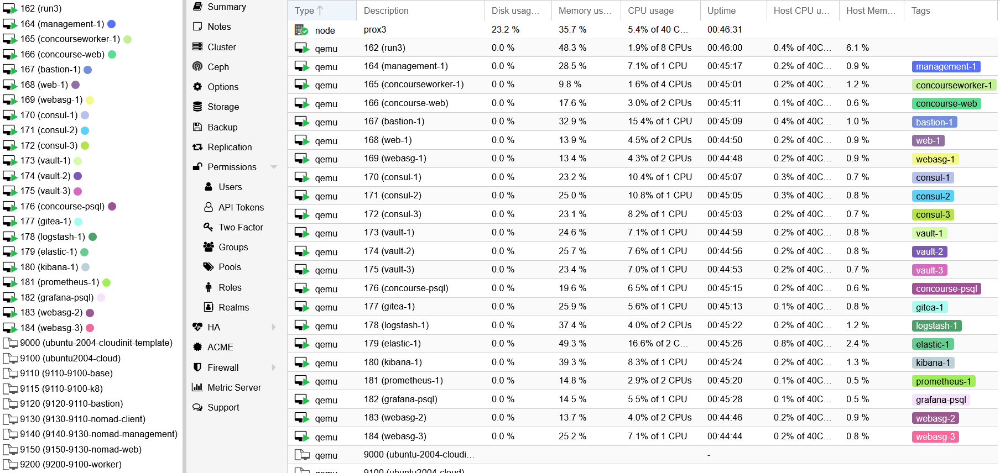 162 (run3)
164 (management-1)
165 (concourseworker-1)
166 (concourse-web)
167 (bastion-1)
168 (web-1)
169 (webasg-1)
170 (consul-1)
171 (consul-2)
172 (consul-3)
173 (vault-1)
174 (vault-2)
175 (vault-3)
176 (concourse-psql)
177 (gitea-1)
178 (logstash-1)
179 (elastic-1)
180 (kibana-1)
181 (prometheus-1)
182 (grafana-psql)
183 (webasg-2)
184 (webasg-3)
9000 (ubuntu-2004-cloudinit-template)
9100 (ubuntu2004-cloud)
9110 (9110-9100-base)
9115 (9110-9100-k8)
9120 (9120-9110-bastion)
9130 (9130-9110-nomad-client)
9140 (9140-9130-nomad-management)
9150 (9150-9130-nomad-web)
9200 (9200-9100-worker)
Summary
Notes
Cluster
Ceph
Options
Storage
Backup
Replication
Permissions
Users
API Tokens
Two Factor
Groups
Pools
Roles
Realms
HA
ACME
Firewall
Metric Server
Support
Type Description Disk usag... Memory us... CPU usage Uptime Host CPU u... Host Mem... Tags
node prox3 23.2 % 35.7 % 5.4% of 40 C... 00:46:31
qemu 162 (run3) 0.0 % 48.3 % 1.9% of 8 CPUs 00:46:00 0.4% of 40C... 6.1 %
qemu 164 (management-1) 0.0 % 28.5 % 7.1% of 1 CPU 00:45:17 0.2% of 40C... 0.9 % management-1
qemu 165 (concourseworker-1) 0.0 % 9.8 % 1.6% of 4 CPUs 00:45:01 0.2% of 40C... 1.2 % concourseworker-1
qemu 166 (concourse-web) 0.0 % 17.6 % 3.0% of 2 CPUs 00:45:11 0.1% of 40C... 0.6 % concourse-web
qemu 167 (bastion-1) 0.0 % 32.9 % 15.4% of 1 CPU 00:45:09 0.4% of 40C... 1.0 % bastion-1
qemu 168 (web-1) 0.0 % 13.9 % 4.5% of 2 CPUs 00:44:50 0.2% of 40C... 0.9 % web-1
qemu 169 (webasg-1) 0.0 % 13.4 % 4.3% of 2 CPUs 00:44:48 0.2% of 40C... 0.9 % webasg-1
qemu 170 (consul-1) 0.0 % 23.2 % 10.4% of 1 CPU 00:45:07 0.3% of 40C... 0.7 % consul-1
qemu 171 (consul-2) 0.0 % 25.0 % 10.8% of 1 CPU 00:45:05 0.3% of 40C... 0.8 % consul-2
qemu 172 (consul-3) 0.0 % 23.1 % 8.2% of 1 CPU 00:45:03 0.2% of 40C... 0.7 % consul-3
qemu 173 (vault-1) 0.0 % 24.6 % 7.1% of 1 CPU 00:44:59 0.2% of 40C... 0.8 % vault-1
qemu 174 (vault-2) 0.0 % 25.7 % 7.6% of 1 CPU 00:44:56 0.2% of 40C... 0.8 % vault-2
qemu 175 (vault-3) 0.0 % 23.4 % 7.0% of 1 CPU 00:44:53 0.2% of 40C... 0.7 % vault-3
qemu 176 (concourse-psql) 0.0 % 19.6 % 6.5% of 1 CPU 00:45:15 0.2% of 40C... 0.6 % concourse-psql
qemu 177 (gitea-1) 0.0 % 25.9 % 5.6% of 1 CPU 00:45:13 0.1% of 40C... 0.8 % gitea-1
qemu 178 (logstash-1) 0.0 % 37.4 % 4.0% of 2 CPUs 00:45:22 0.2% of 40C... 1.2 % logstash-1
qemu 179 (elastic-1) 0.0 % 49.3 % 16.6% of 2 C... 00:45:26 0.8% of 40C... 2.4 % elastic-1
qemu 180 (kibana-1) 0.0 % 39.3 % 8.3% of 1 CPU 00:45:24 0.2% of 40C... 1.3 % kibana-1
qemu 181 (prometheus-1) 0.0 % 14.8 % 2.9% of 2 CPUs 00:45:20 0.1% of 40C... 0.5 % prometheus-1
qemu 182 (grafana-psql) 0.0 % 14.5 % 5.5% of 1 CPU 00:45:28 0.1% of 40C... 0.5 % grafana-psql
qemu 183 (webasg-2) 0.0 % 13.7 % 4.0% of 2 CPUs 00:44:46 0.2% of 40C... 0.9 % webasg-2
qemu 184 (webasg-3) 0.0 % 25.2 % 7.1% of 1 CPU 00:44:44 0.2% of 40C... 0.8 % webasg-3
qemu 9000 (ubuntu-2004-cloudi... -
qemu 9100 (ubuntu2004-cloud)